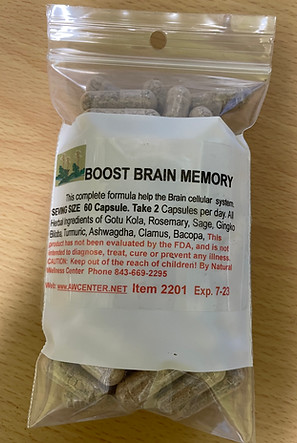 BOOST BRAIN MEMORY
This complete formula help the Brain cellular system,
SEVING SIZE: 60 Capsule. Take 2 Capsules per day. All
Herbal Ingredients of Gotu Kola, Rosemary, Sage, Gingko
Biloba, Turmuric, Ashwagdha, Clamus, Bacopa, This
product has not been evaluated by the FDA, and is not
intended to diagnose, treat, cure or prevent any illness.
CAUTION: Keep out of the reach of children! By Natural
Wellness Center Phone 843-669-2295
Web: www.AWCENTER.NET Item 2201 Exp. 7-23